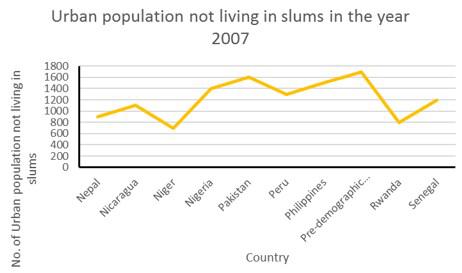 Urban population not living in slums in the year
2007
No. of Urban population not living in
slums
1800
1600
1400
1200
1000
800
600
400
200
0
Nepal
Nicaragua
Niger
Nigeria
Pakistan
Peru
Philippines
Pre-demographic...
Rwanda
Senegal
Country